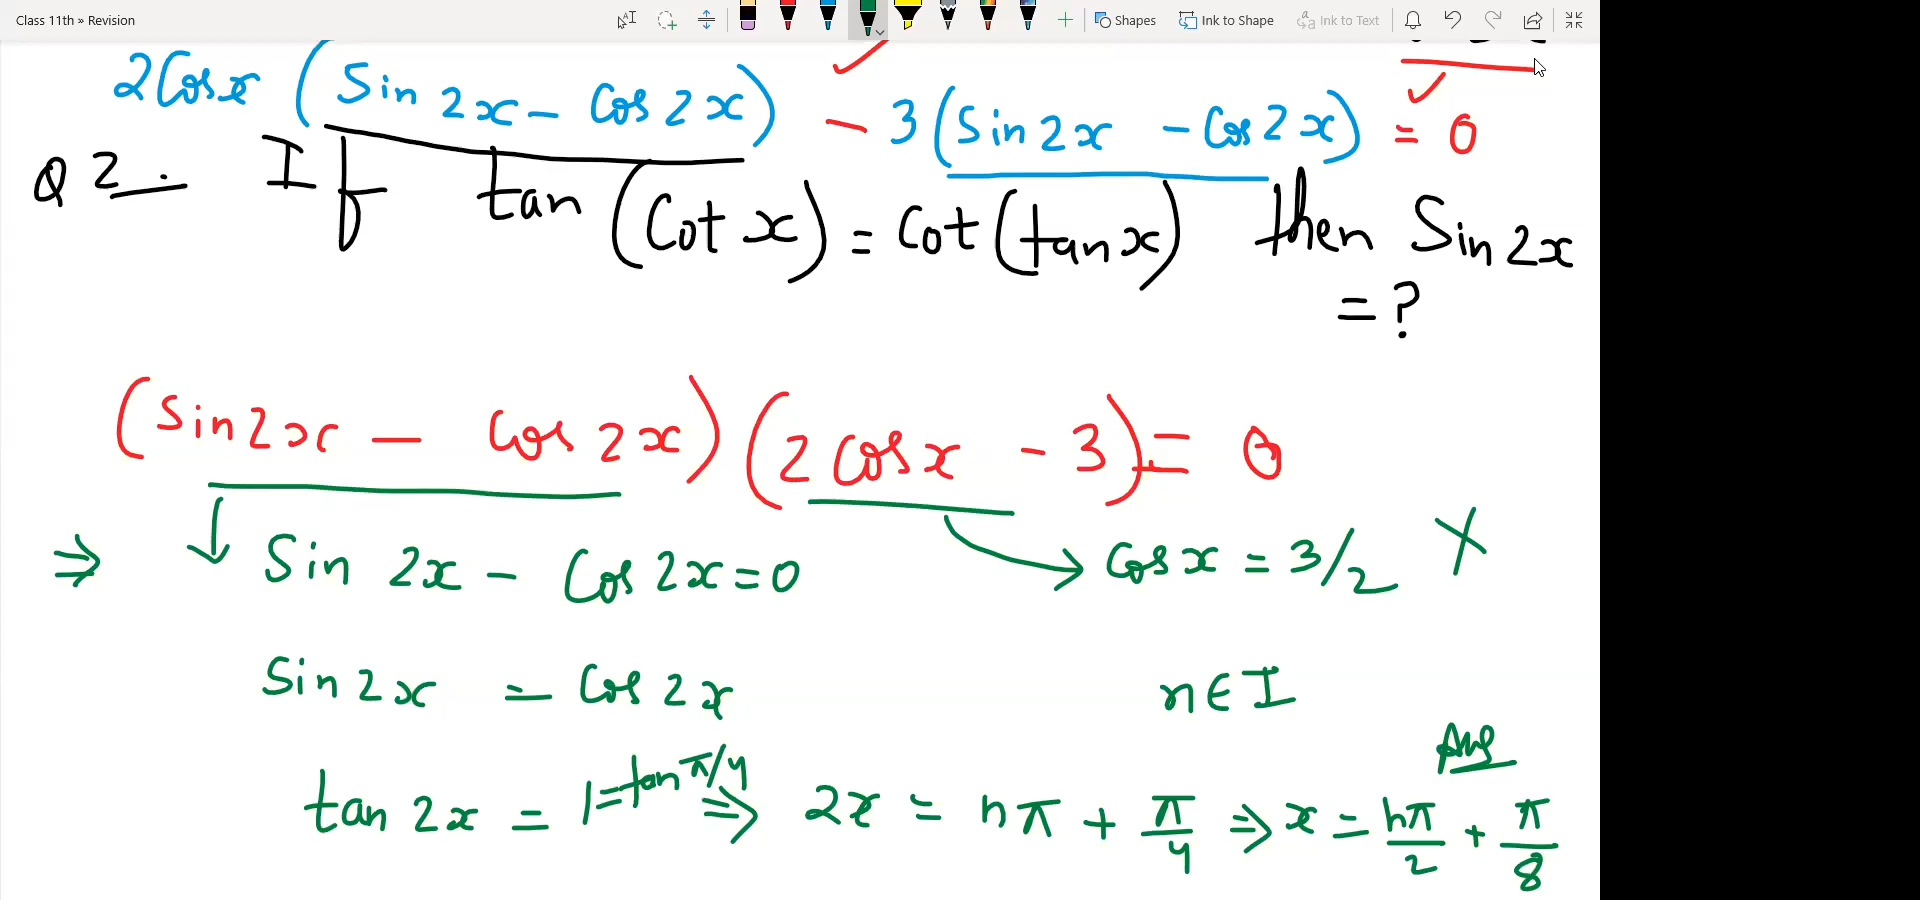 Class 11th » Revision
Shapes Ink to Shape Ink to Text
2Cosx (Sin 2x - Cos 2x) - 3 (Sin 2x - Cos 2x) = 0
Q 2. If tan (Cot x) = Cot (tan x) then Sin 2x
= ?
(Sin 2x - Cos 2x) (2 Cos x - 3) = 0
⇒ ↓ Sin 2x - Cos 2x = 0 → Cos x = 3/2 X
Sin 2x = Cos 2x n ∈ I
Ans
tan 2x = 1 = tan π/4 ⇒ 2x = nπ + π/4 ⇒ x = nπ/2 + π/8